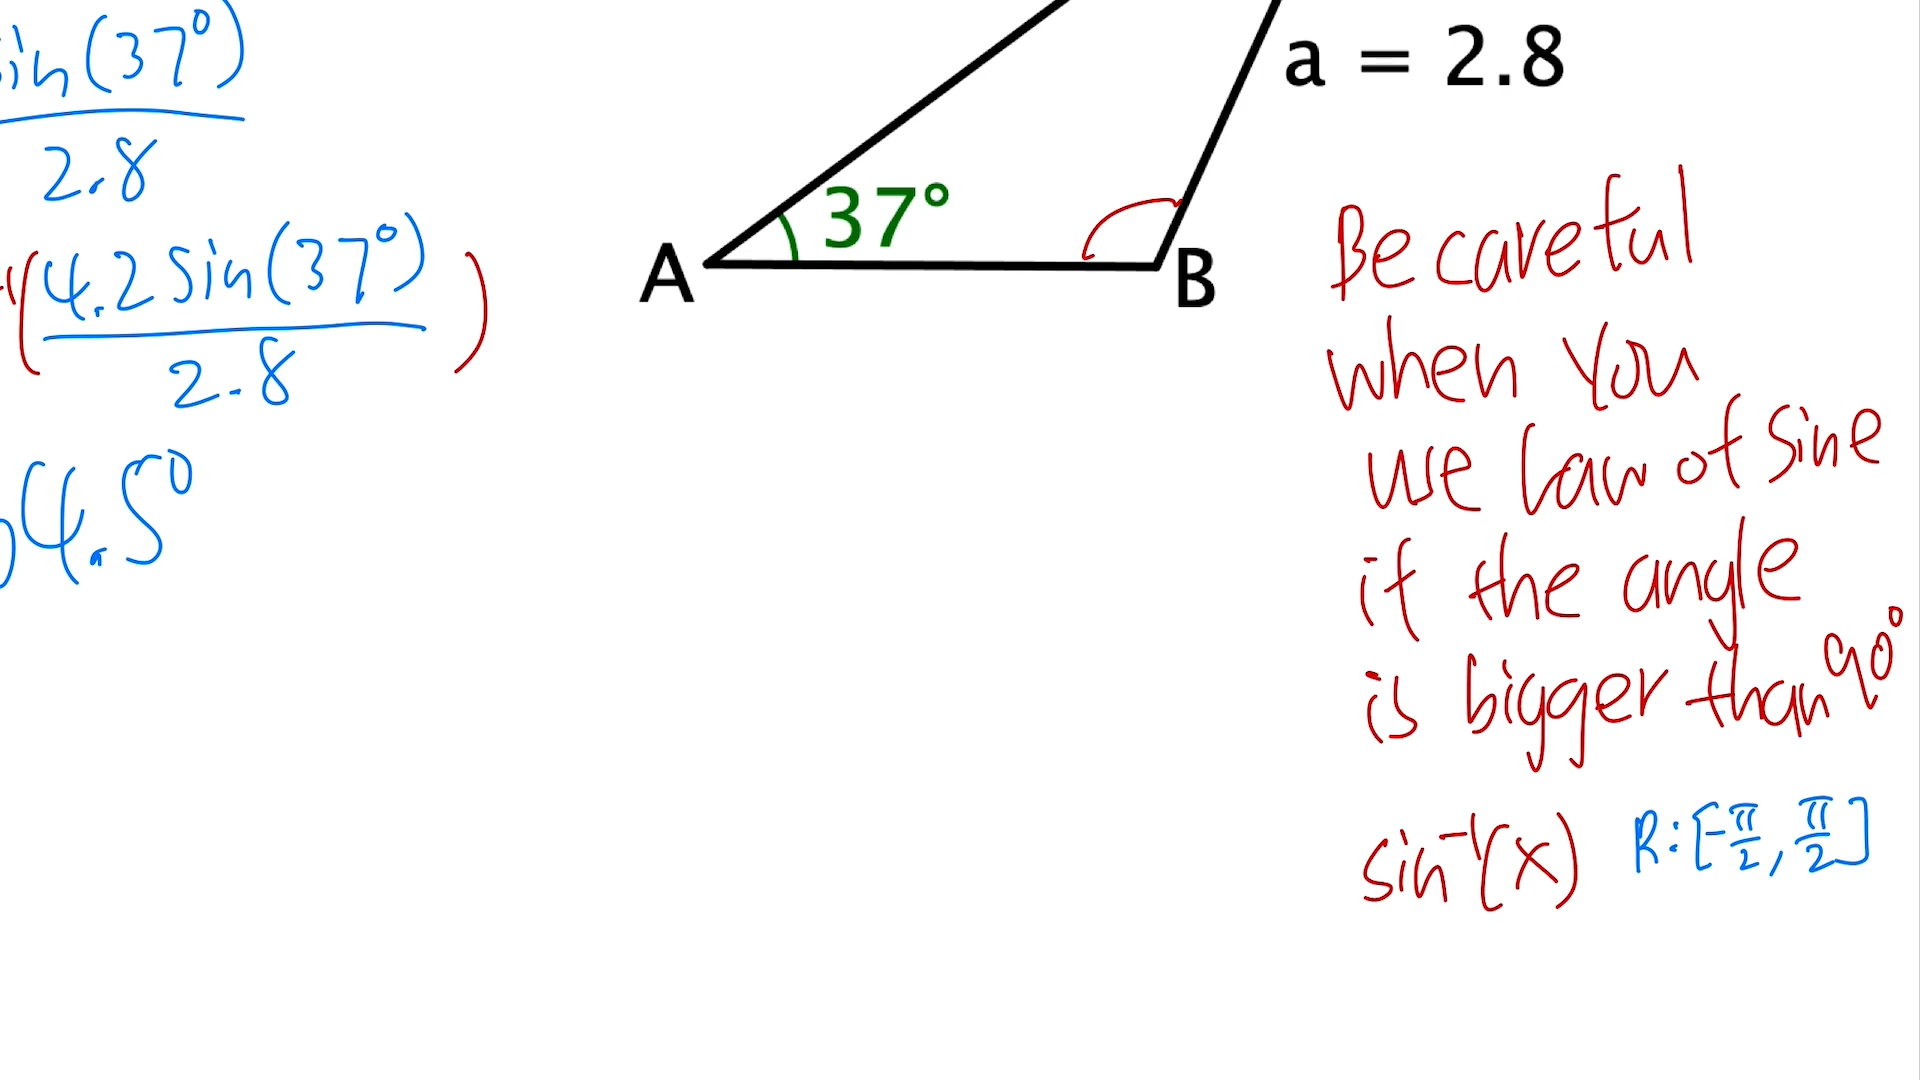 sin(37°)
2.8
(4.2 sin(37°))
2.8
64.5°
a = 2.8
37°
A
B
Be careful
when you
use Law of Sine
if the angle
is bigger than 90°
sin⁻¹(x) R:[-π/2, π/2]